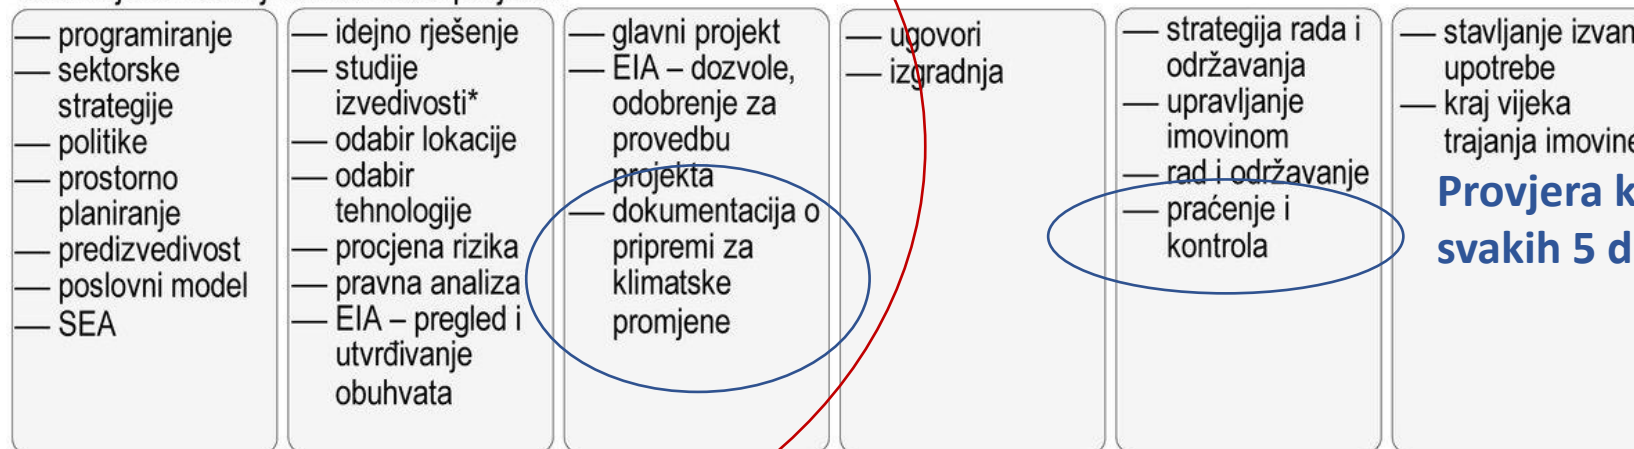 — programiranje
— sektorske
strategije
— politike
— prostorno
planiranje
— predizvedivost
— poslovni model
— SEA
— idejno rješenje
— studije
izvedivosti*
— odabir lokacije
— odabir
tehnologije
— procjena rizika
— pravna analiza
— EIA – pregled i
utvrđivanje
obuhvata
— glavni projekt
— EIA – dozvole,
odobrenje za
provedbu
projekta
— dokumentacija o
pripremi za
klimatske
promjene
— ugovori
— izgradnja
— strategija rada i
održavanja
— upravljanje
imovinom
— rad i održavanje
— praćenje i
kontrola
— stavljanje izvan
upotrebe
— kraj vijeka
trajanja imovine
Provjera k
svakih 5 d